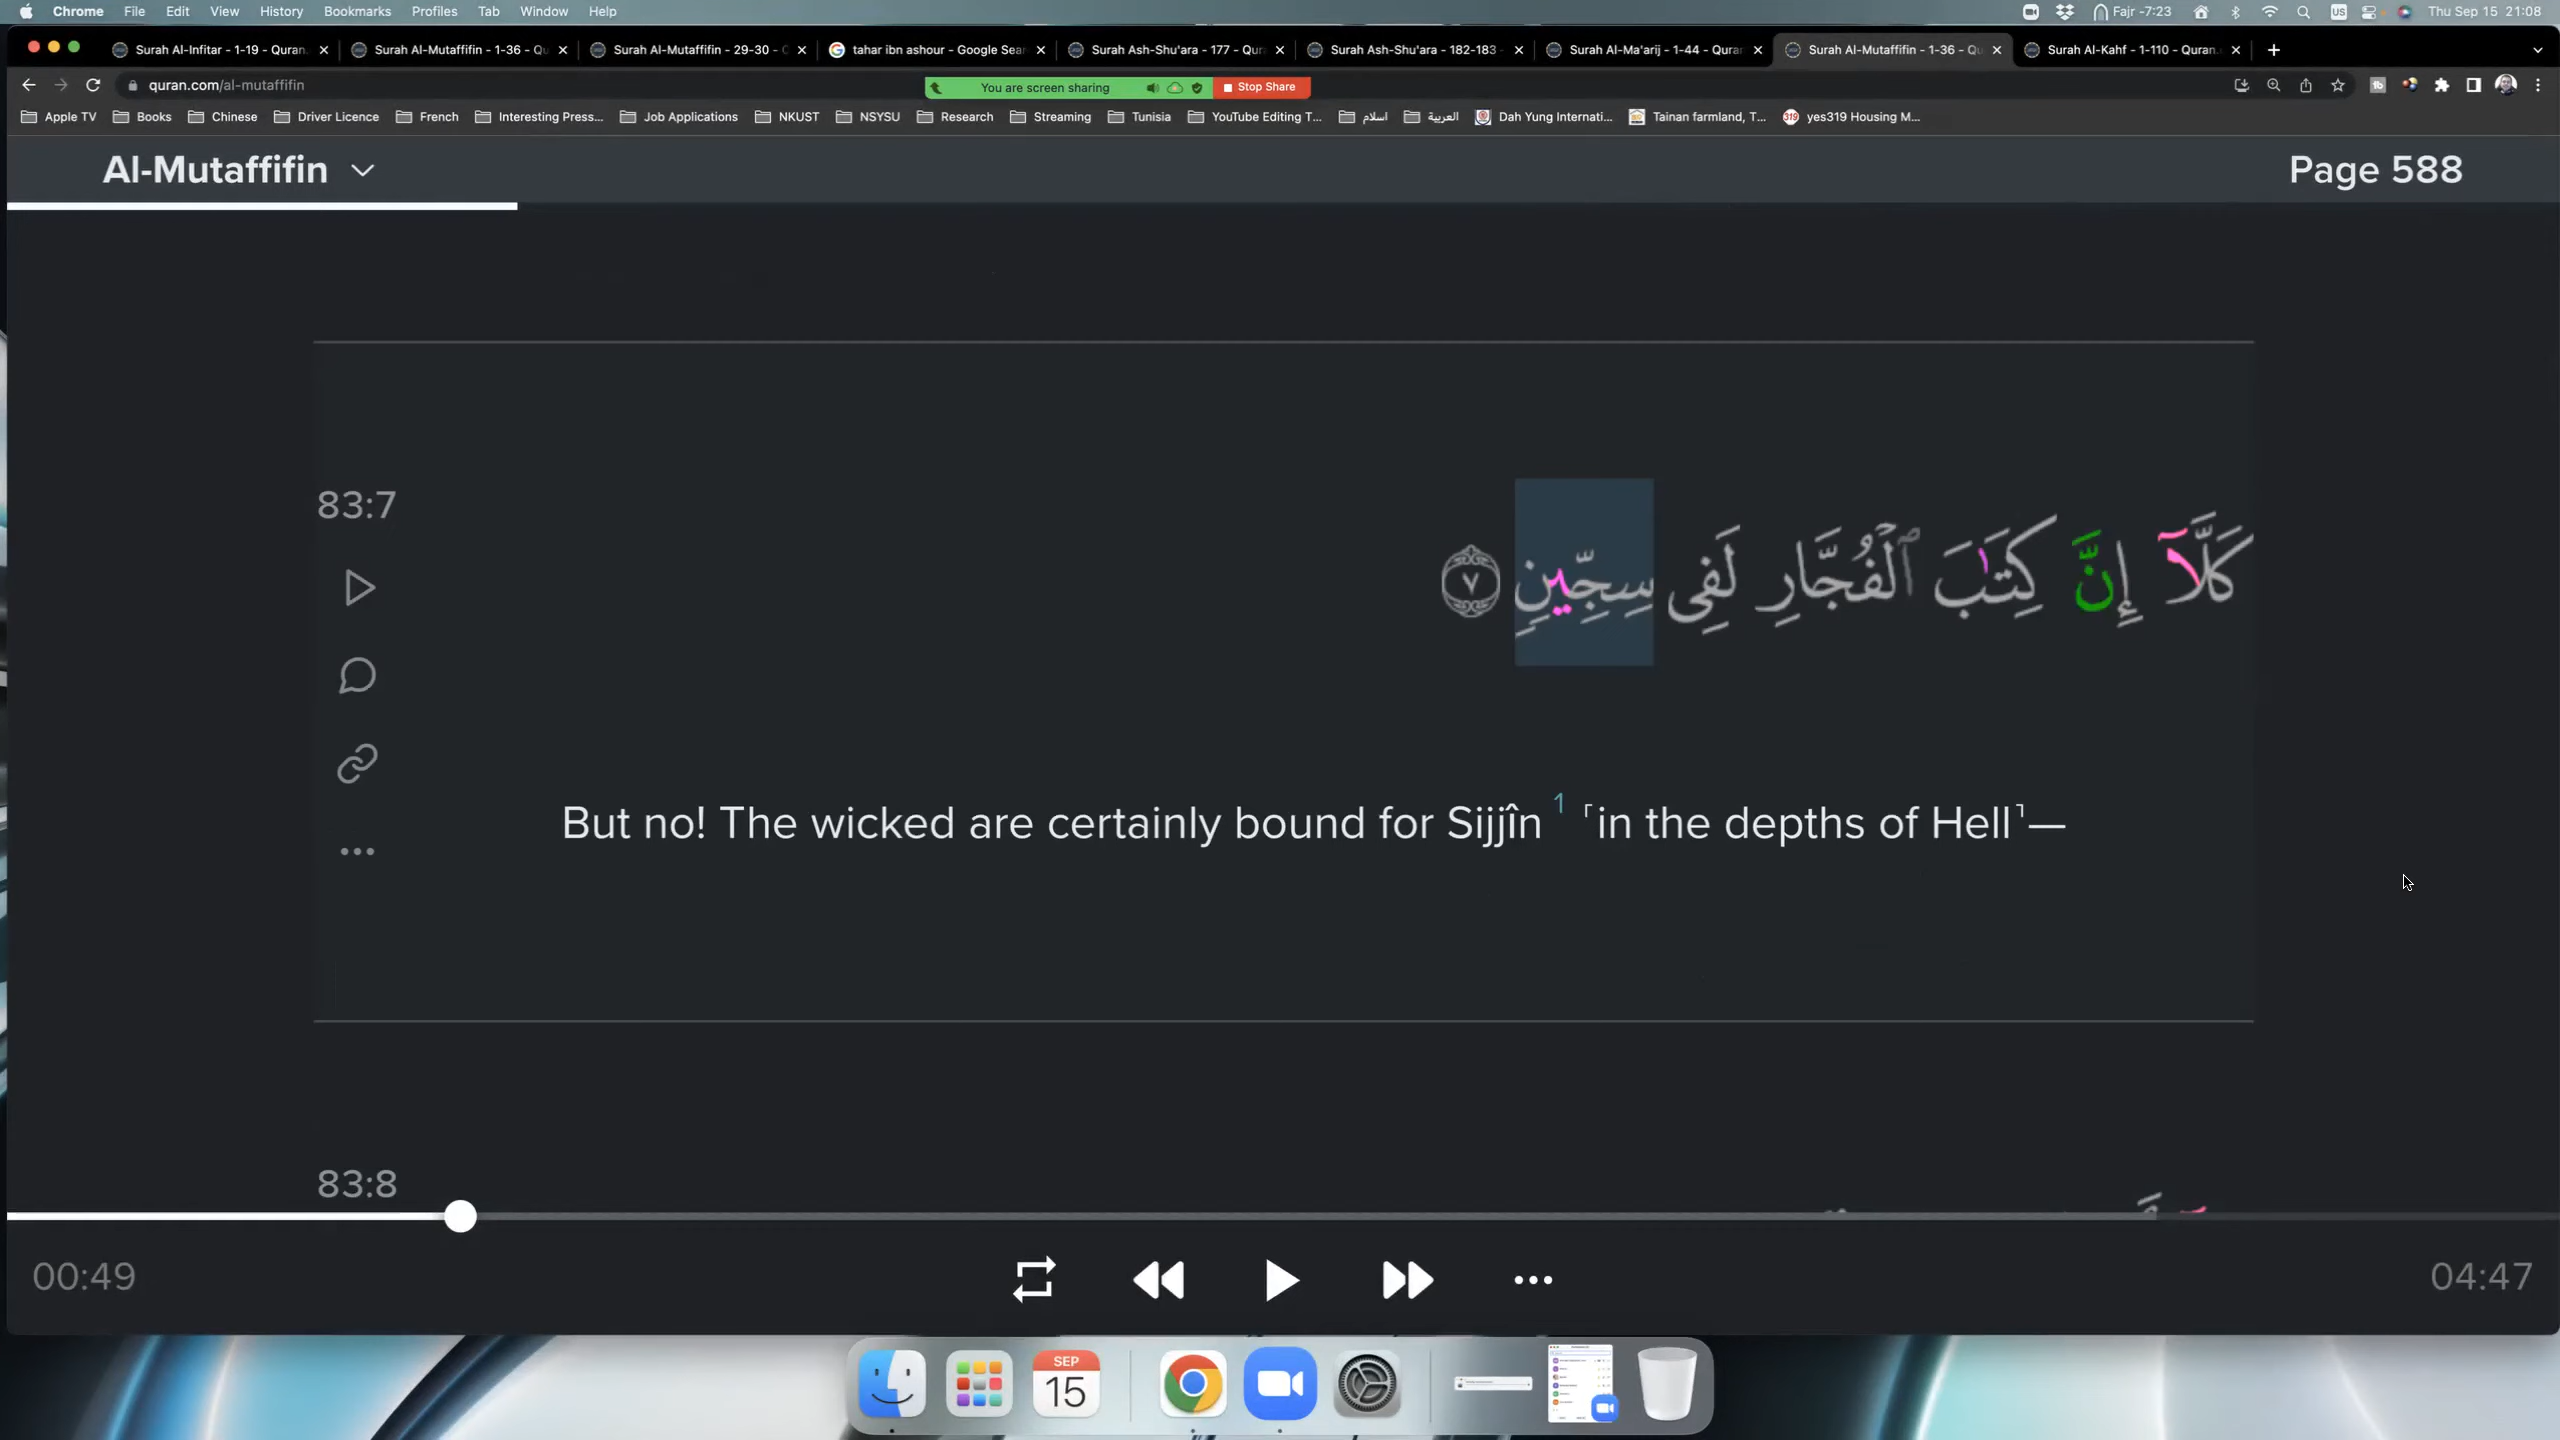 Chrome File Edit View History Bookmarks Profiles Tab Window Help Fajr -7:23 US Thu Sep 15 21:08
Surah Al-Infitar - 1-19 - Quran. Surah Al-Mutaffifin - 1-36 - Qu Surah Al-Mutaffifin - 29-30 - tahar ibn ashour - Google Sear Surah Ash-Shu'ara - 177 - Qur Surah Ash-Shu'ara - 182-183 - Surah Al-Ma'arij - 1-44 - Quran Surah Al-Mutaffifin - 1-36 - Qu Surah Al-Kahf - 1-110 - Quran.
quran.com/al-mutaffifin You are screen sharing Stop Share
Apple TV Books Chinese Driver Licence French Interesting Press... Job Applications NKUST NSYSU Research Streaming Tunisia YouTube Editing T... اسلام العربية Dah Yung Internati... Tainan farmland, T... yes319 Housing M...
Al-Mutaffifin Page 588
83:7
كَلَّآ إِنَّ كِتَـٰبَ ٱلْفُجَّارِ لَفِى سِجِّينٍ ٧
But no! The wicked are certainly bound for Sijjîn 1 ˹in the depths of Hell˺—
83:8
00:49 04:47
SEP
15